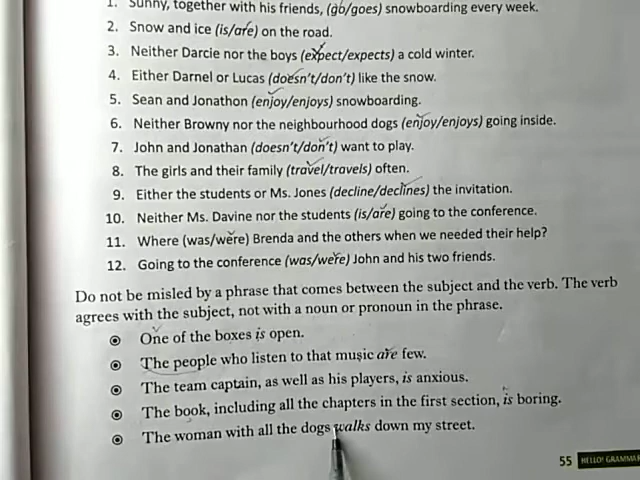 1. Sunny, together with his friends, (go/goes) snowboarding every week.
2. Snow and ice (is/are) on the road.
3. Neither Darcie nor the boys (expect/expects) a cold winter.
4. Either Darnel or Lucas (doesn't/don't) like the snow.
5. Sean and Jonathon (enjoy/enjoys) snowboarding.
6. Neither Browny nor the neighbourhood dogs (enjoy/enjoys) going inside.
7. John and Jonathan (doesn't/don't) want to play.
8. The girls and their family (travel/travels) often.
9. Either the students or Ms. Jones (decline/declines) the invitation.
10. Neither Ms. Davine nor the students (is/are) going to the conference.
11. Where (was/were) Brenda and the others when we needed their help?
12. Going to the conference (was/were) John and his two friends.
Do not be misled by a phrase that comes between the subject and the verb. The verb
agrees with the subject, not with a noun or pronoun in the phrase.
One of the boxes is open.
The people who listen to that music are few.
The team captain, as well as his players, is anxious.
The book, including all the chapters in the first section, is boring.
The woman with all the dogs walks down my street.
55 HELLO! GRAMMAR